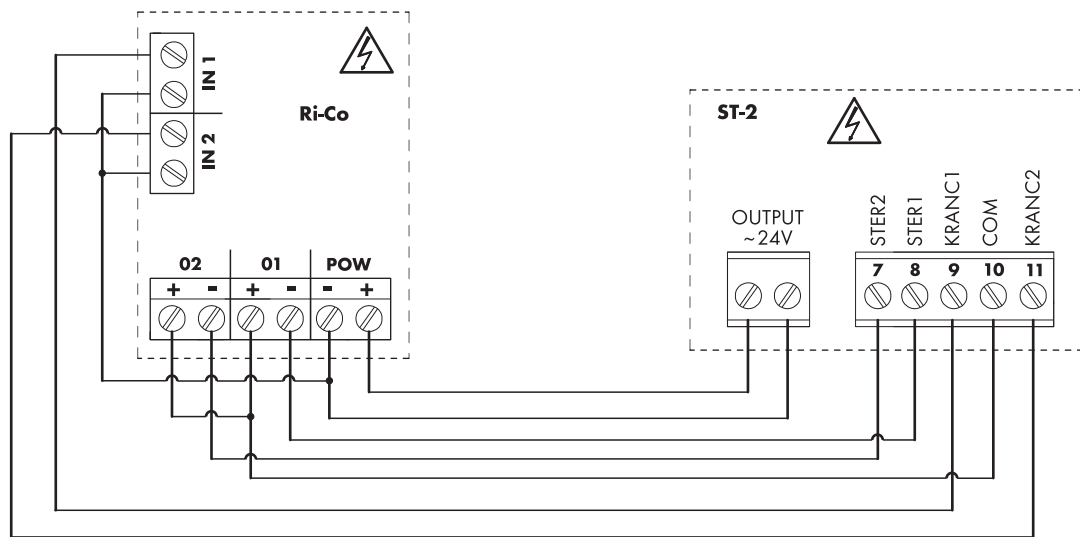 IN 1
IN 2
Ri-Co
02 01 POW
+ - + - - +
ST-2
OUTPUT
~24V
STER2
STER1
KRANC1
COM
KRANC2
7 8 9 10 11